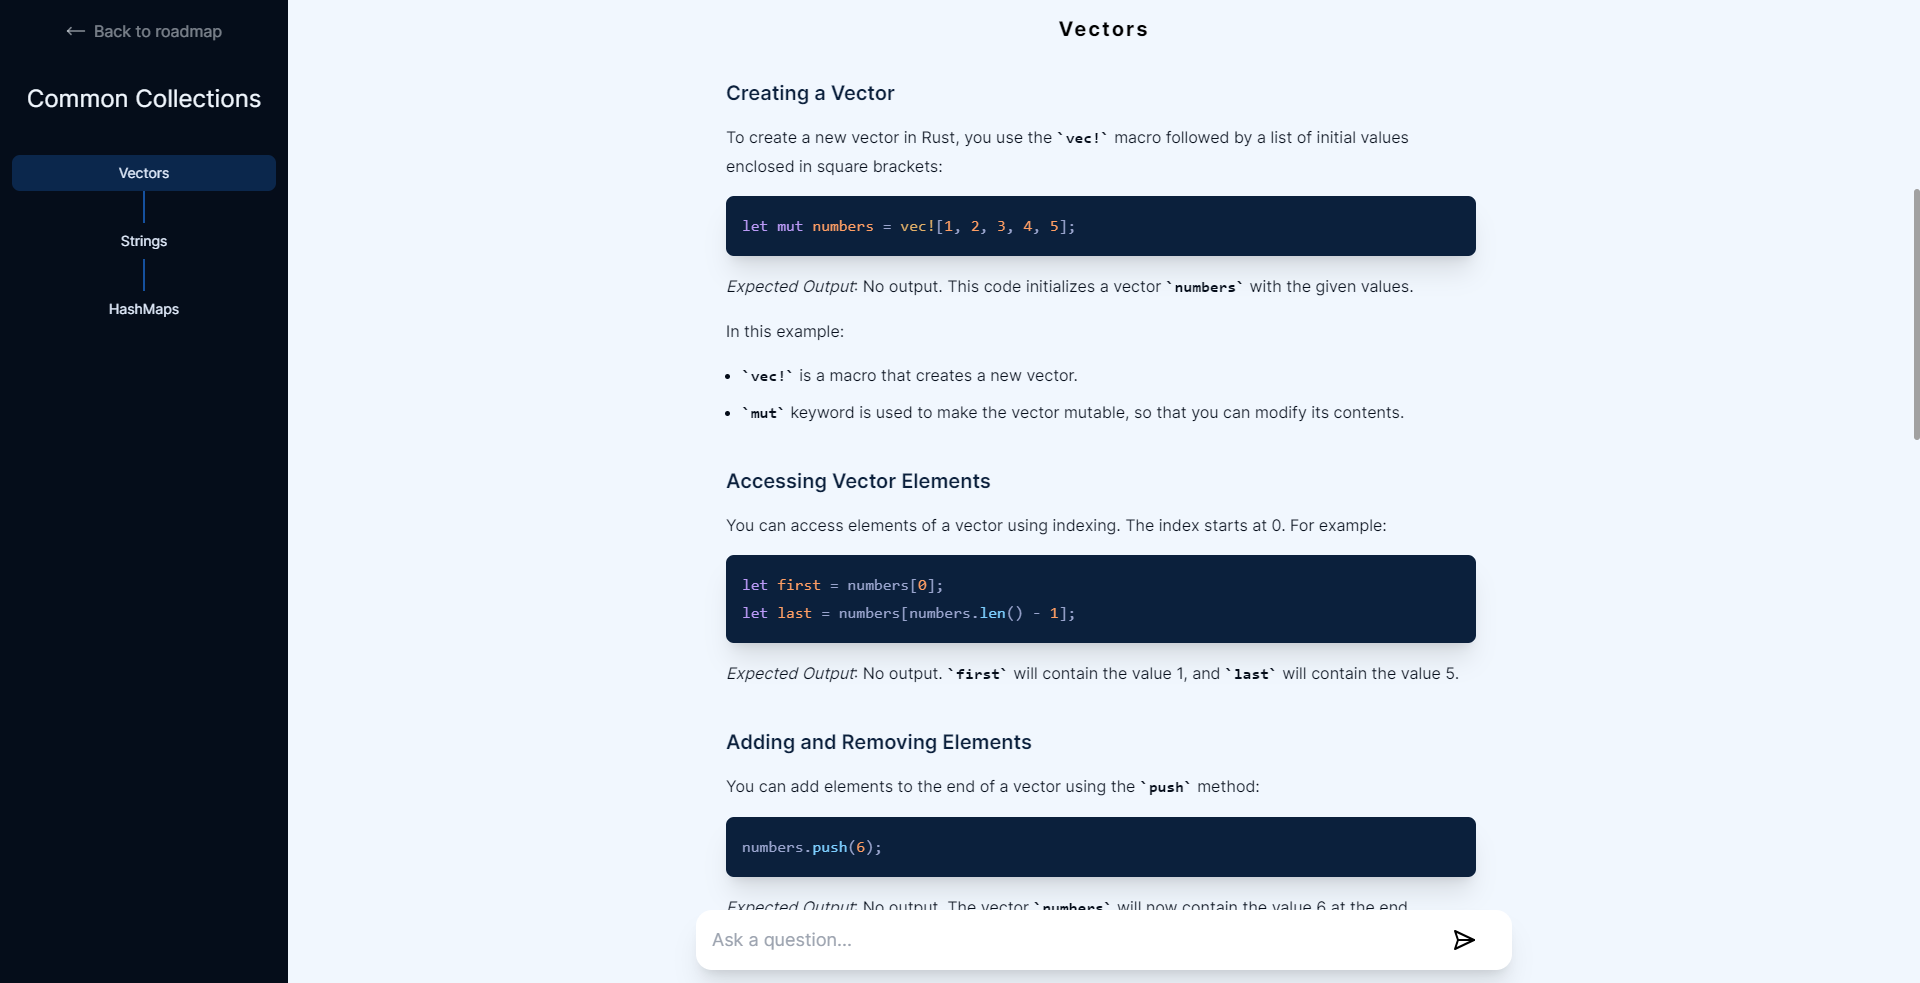 Back to roadmap
Common Collections
Vectors
Strings
HashMaps
Vectors
Creating a Vector
To create a new vector in Rust, you use the `vec!` macro followed by a list of initial values
enclosed in square brackets:
let mut numbers = vec![1, 2, 3, 4, 5];
Expected Output: No output. This code initializes a vector `numbers` with the given values.
In this example:
• `vec!` is a macro that creates a new vector.
• `mut` keyword is used to make the vector mutable, so that you can modify its contents.
Accessing Vector Elements
You can access elements of a vector using indexing. The index starts at 0. For example:
let first = numbers[0];
let last = numbers[numbers.len() - 1];
Expected Output: No output. `first` will contain the value 1, and `last` will contain the value 5.
Adding and Removing Elements
You can add elements to the end of a vector using the `push` method:
numbers.push(6);
Expected Output: No output. The vector `numbers` will now contain the value 6 at the end
Ask a question...